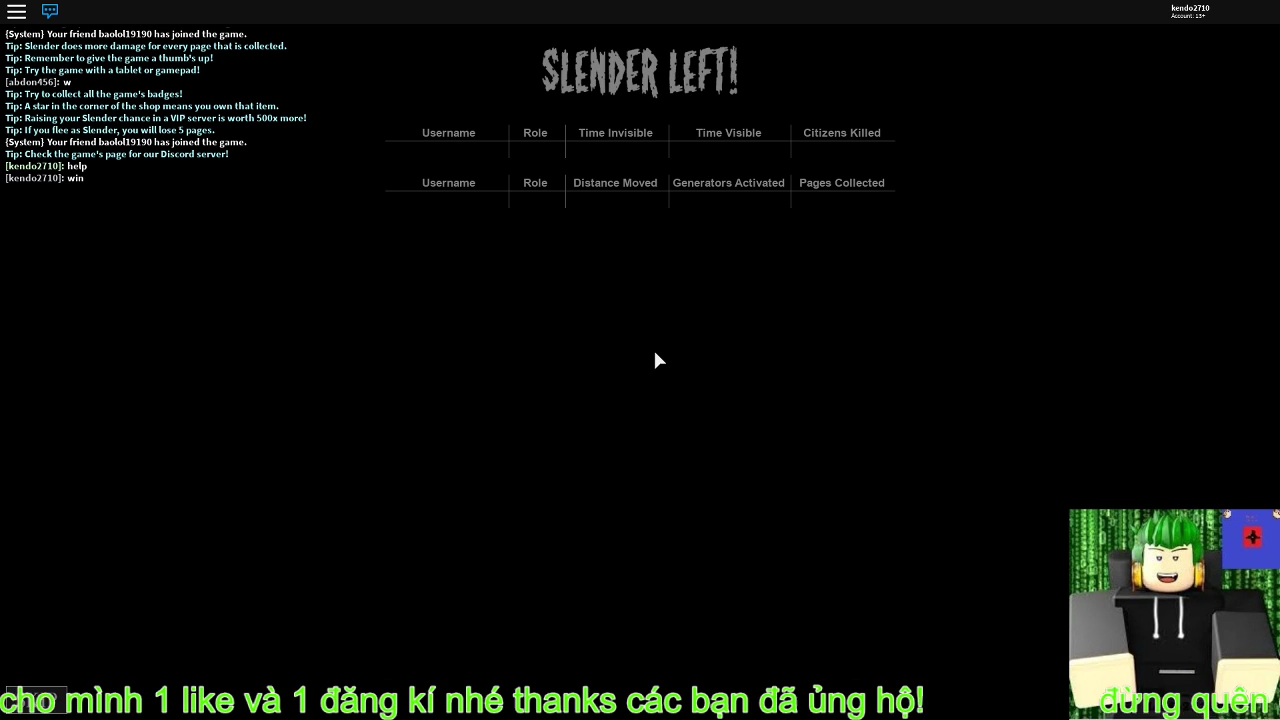 kendo2710
Account: 13+
{System} Your friend baolol19190 has joined the game.
Tip: Slender does more damage for every page that is collected.
Tip: Remember to give the game a thumb's up!
Tip: Try the game with a tablet or gamepad!
[abdon456]: w
Tip: Try to collect all the game's badges!
Tip: A star in the corner of the shop means you own that item.
Tip: Raising your Slender chance in a VIP server is worth 500x more!
Tip: If you flee as Slender, you will lose 5 pages.
{System} Your friend baolol19190 has joined the game.
Tip: Check the game's page for our Discord server!
[kendo2710]: help
[kendo2710]: win
SLENDER LEFT!
Username Role Time Invisible Time Visible Citizens Killed
Username Role Distance Moved Generators Activated Pages Collected
cho mình 1 like và 1 đăng kí nhé thanks các bạn đã ủng hộ! đừng quên